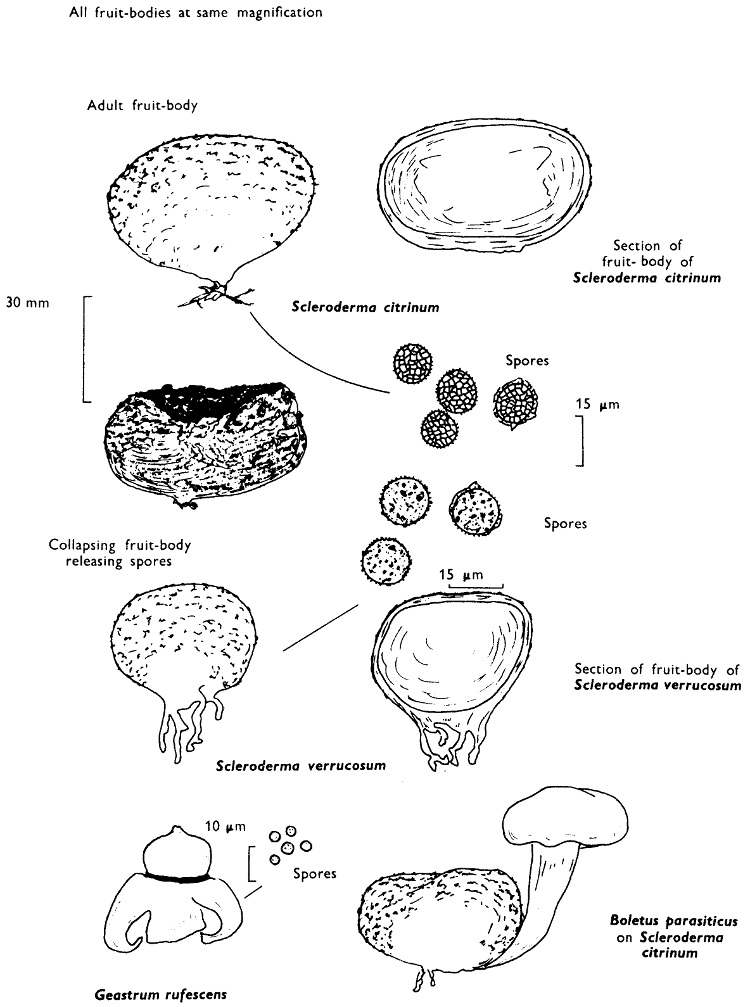 All fruit-bodies at same magnification
Adult fruit-body
Section of
fruit- body of
Scleroderma citrinum
30 mm
Scleroderma citrinum
Spores
15 µm
Spores
Collapsing fruit-body
releasing spores
15 µm
Section of fruit-body of
Scleroderma verrucosum
Scleroderma verrucosum
10 µm
Spores
Boletus parasiticus
on Scleroderma
citrinum
Geastrum rufescens